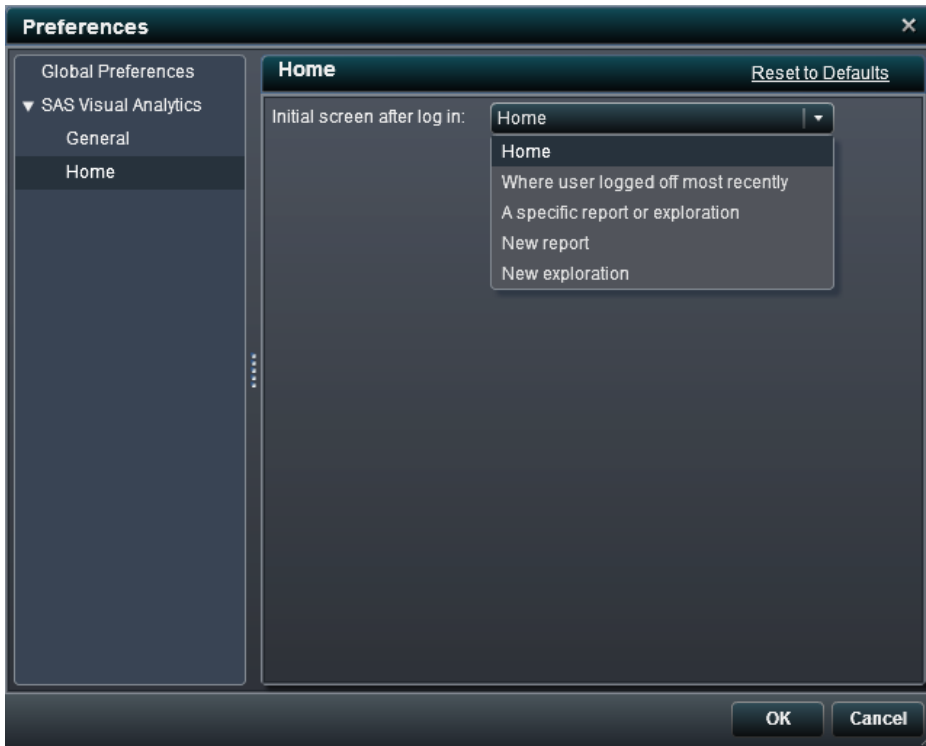 Preferences
Global Preferences
SAS Visual Analytics
General
Home
Home
Reset to Defaults
Initial screen after log in:
Home
Home
Where user logged off most recently
A specific report or exploration
New report
New exploration
OK
Cancel